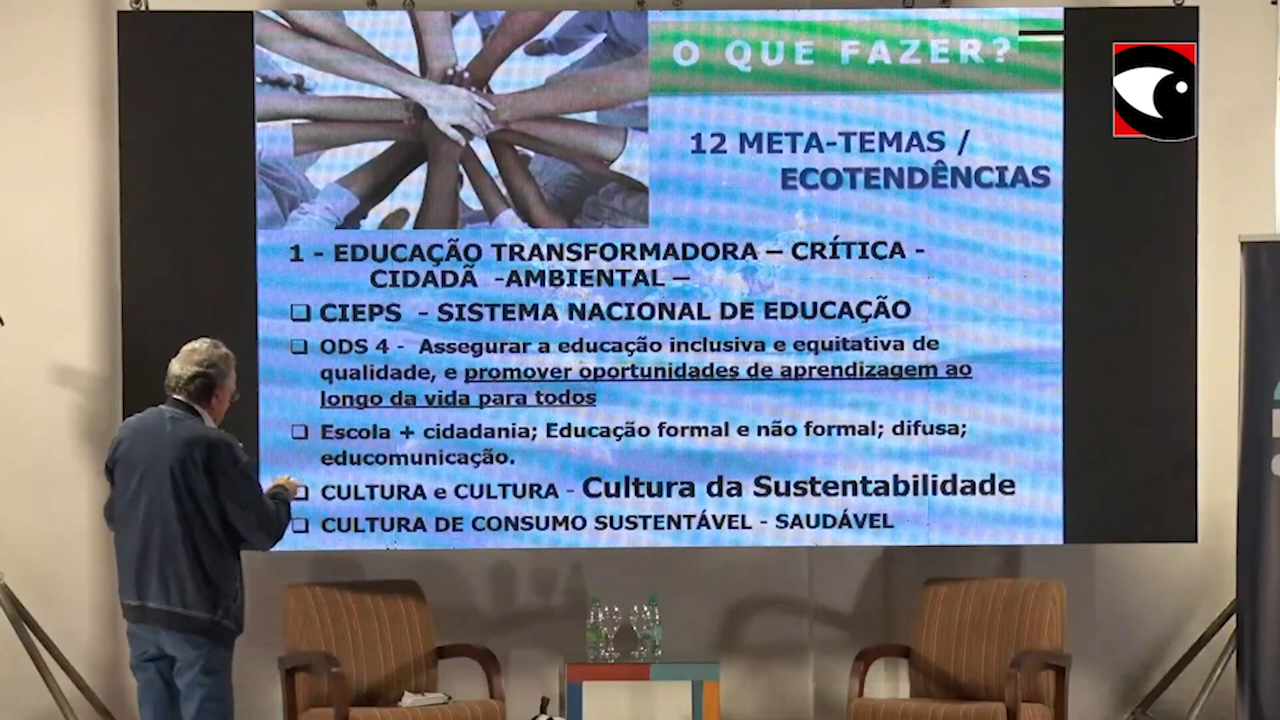 O QUE FAZER?
12 META-TEMAS /
ECOTENDÊNCIAS
1 - EDUCAÇÃO TRANSFORMADORA – CRÍTICA -
CIDADÃ -AMBIENTAL –
❑ CIEPS - SISTEMA NACIONAL DE EDUCAÇÃO
❑ ODS 4 - Assegurar a educação inclusiva e equitativa de
qualidade, e promover oportunidades de aprendizagem ao
longo da vida para todos
❑ Escola + cidadania; Educação formal e não formal; difusa;
educomunicação.
❑ CULTURA e CULTURA - Cultura da Sustentabilidade
❑ CULTURA DE CONSUMO SUSTENTÁVEL - SAUDÁVEL